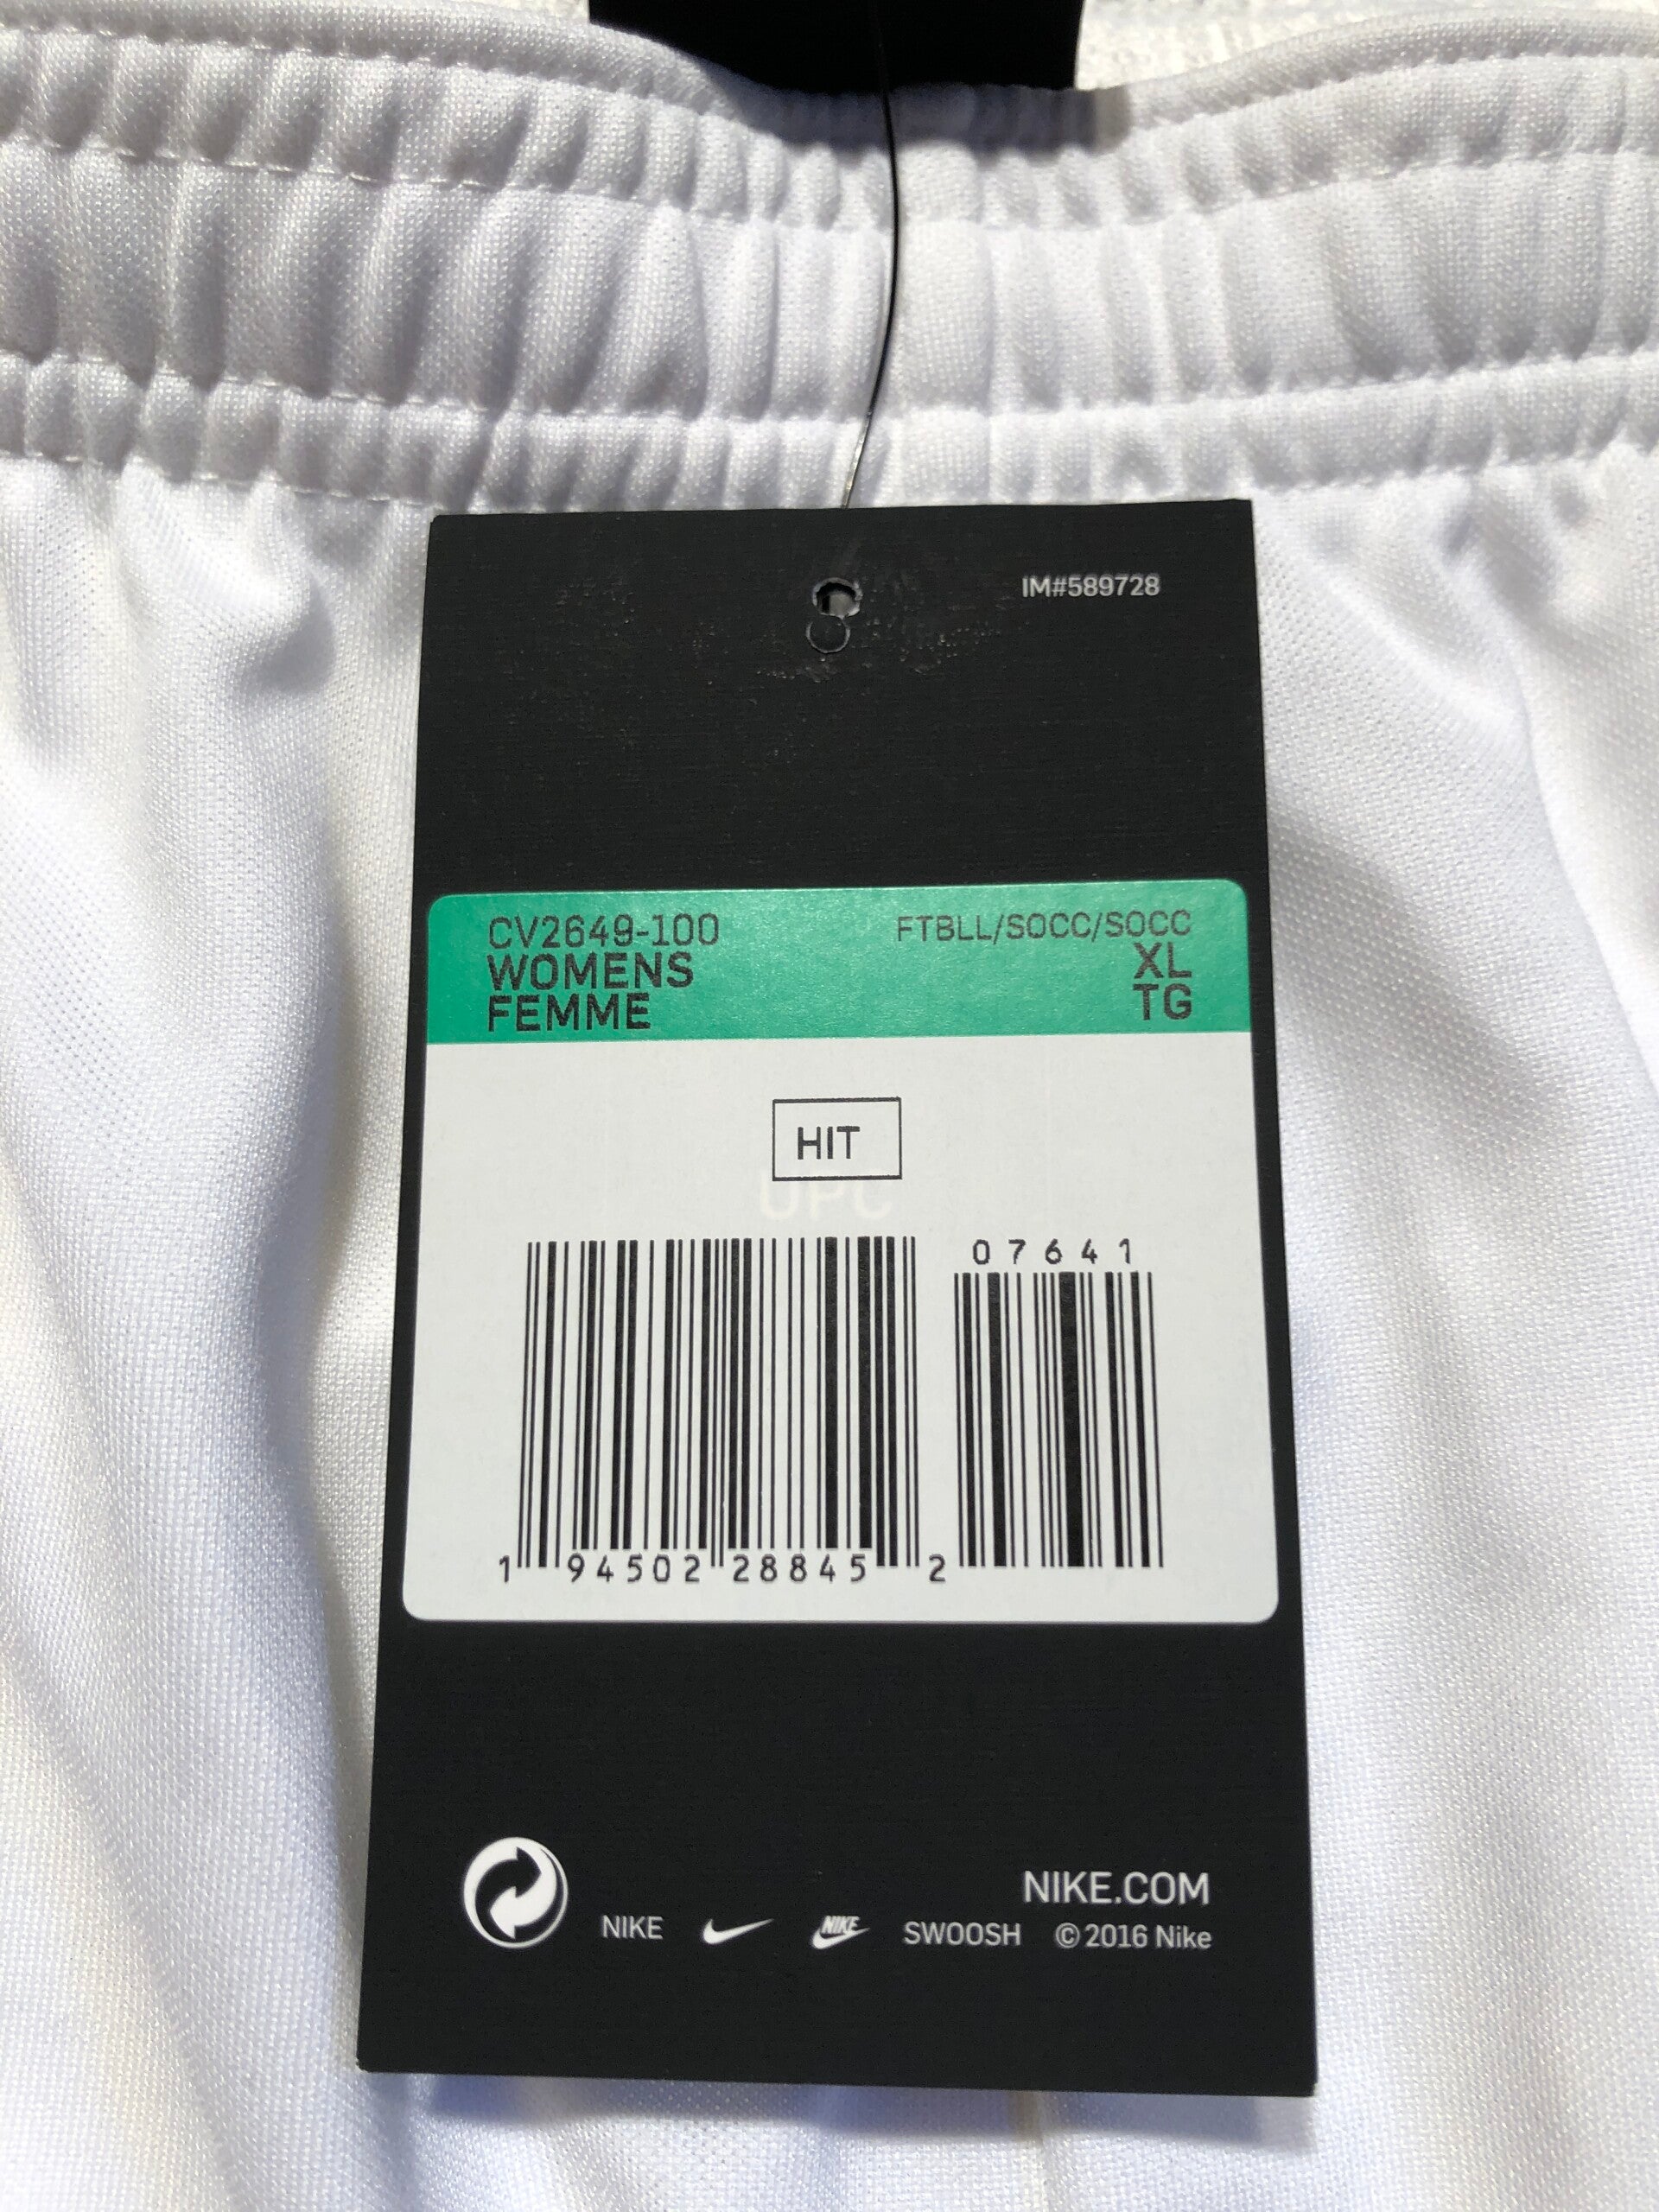 IM#589728
CV2649-100 FTBLL/SOCC/SOCC
WOMENS XL
FEMME TG
HIT
UPC
07641
1 94502 28845 2
NIKE.COM
NIKE NIKE SWOOSH © 2016 Nike